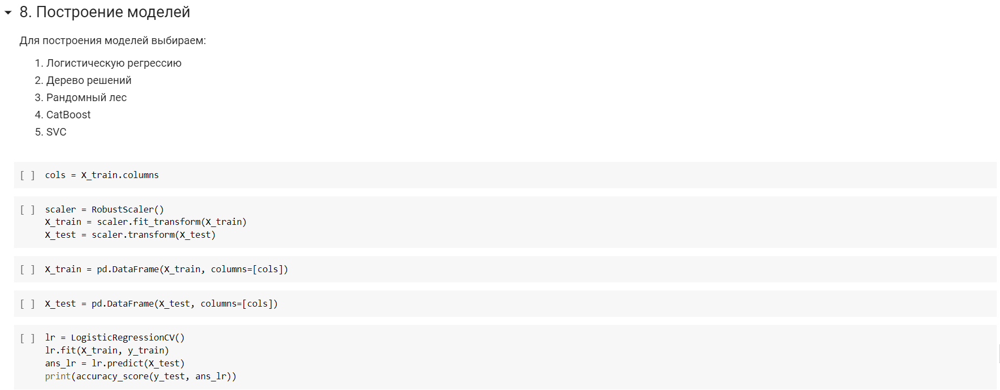 8. Построение моделей
Для построения моделей выбираем:
1. Логистическую регрессию
2. Дерево решений
3. Рандомный лес
4. CatBoost
5. SVC
[ ] cols = X_train.columns
[ ] scaler = RobustScaler()
X_train = scaler.fit_transform(X_train)
X_test = scaler.transform(X_test)
[ ] X_train = pd.DataFrame(X_train, columns=[cols])
[ ] X_test = pd.DataFrame(X_test, columns=[cols])
[ ] lr = LogisticRegressionCV()
lr.fit(X_train, y_train)
ans_lr = lr.predict(X_test)
print(accuracy_score(y_test, ans_lr))